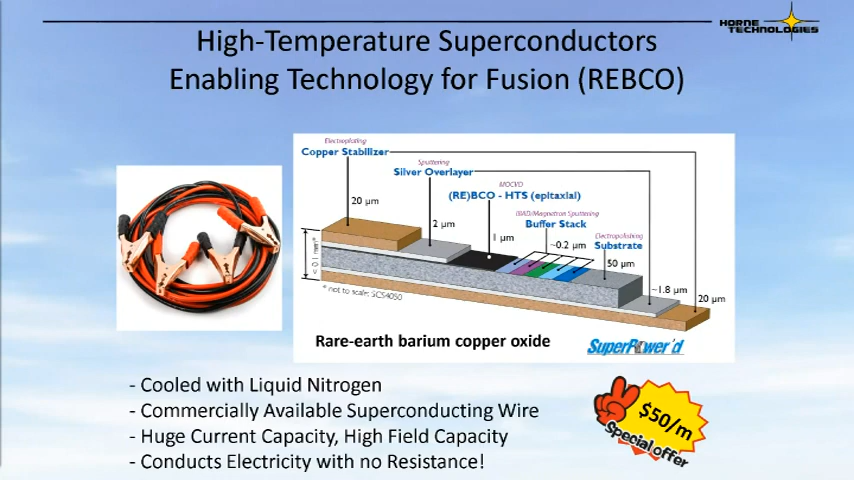 HORNE
TECHNOLOGIES
High-Temperature Superconductors
Enabling Technology for Fusion (REBCO)
Electroplating
Copper Stabilizer
Sputtering
Silver Overlayer
MOCVD
(RE)BCO - HTS (epitaxial)
IBAD/Magnetron Sputtering
Buffer Stack
Electropolishing
Substrate
20 µm
2 µm
1 µm
~0.2 µm
50 µm
~1.8 µm
20 µm
< 0.1 mm*
* not to scale: SCS4050
Rare-earth barium copper oxide
SuperPower'd
- Cooled with Liquid Nitrogen
- Commercially Available Superconducting Wire
- Huge Current Capacity, High Field Capacity
- Conducts Electricity with no Resistance!
$50/m
Special offer